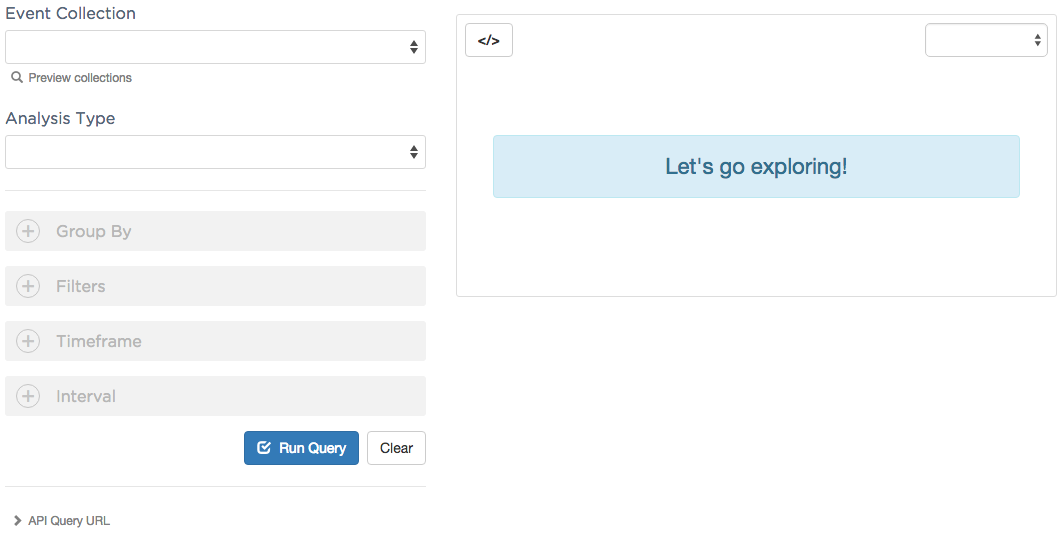 Event Collection
Preview collections
Analysis Type
Group By
Filters
Timeframe
Interval
Run Query
Clear
API Query URL
</>
Let's go exploring!